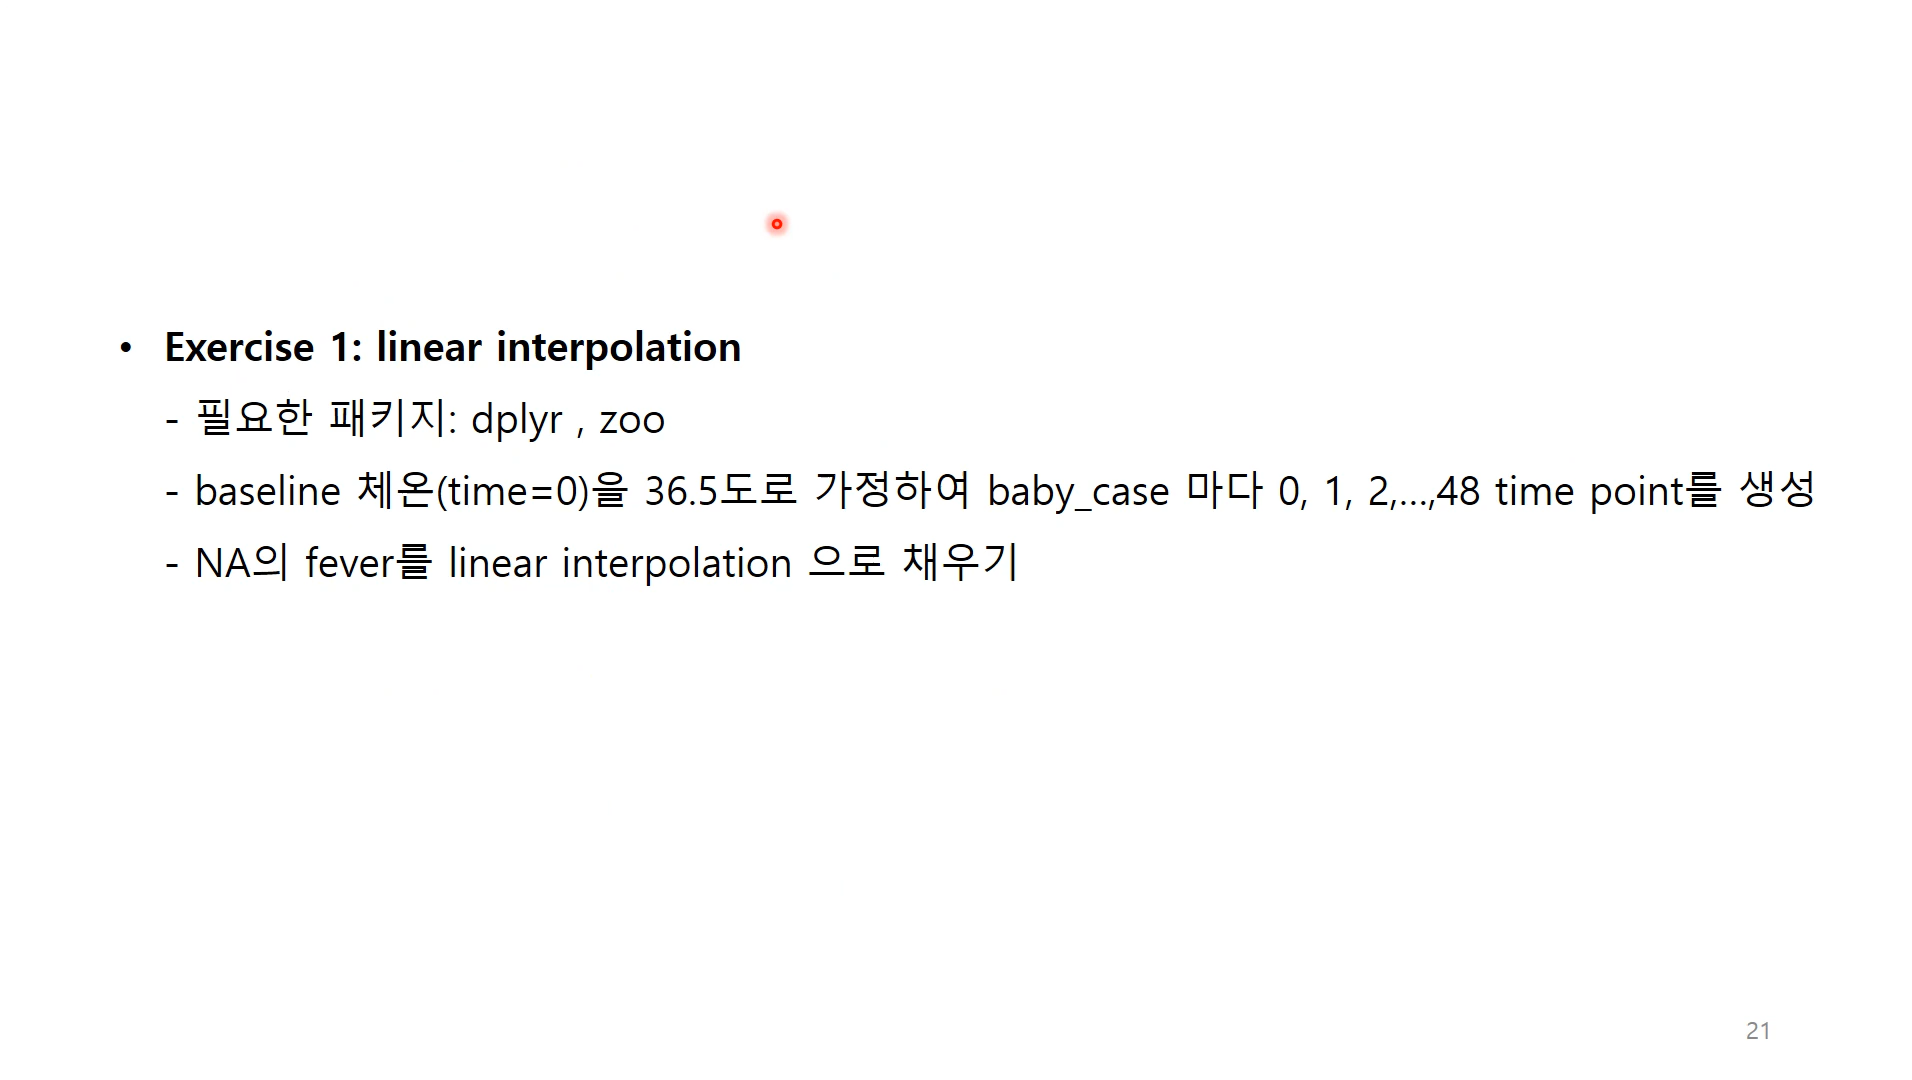 • Exercise 1: linear interpolation
- 필요한 패키지: dplyr , zoo
- baseline 체온(time=0)을 36.5도로 가정하여 baby_case 마다 0, 1, 2,...,48 time point를 생성
- NA의 fever를 linear interpolation 으로 채우기
21